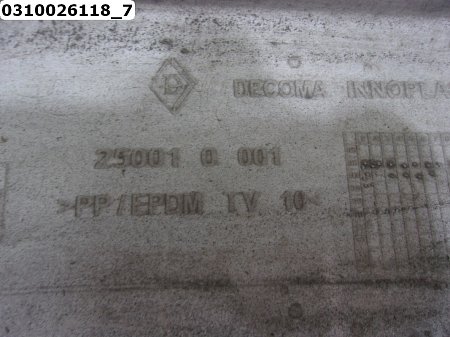 0310026118_7
DECOMA INNOPLAS
25001 0 001
>PP/EPDM TV 10<